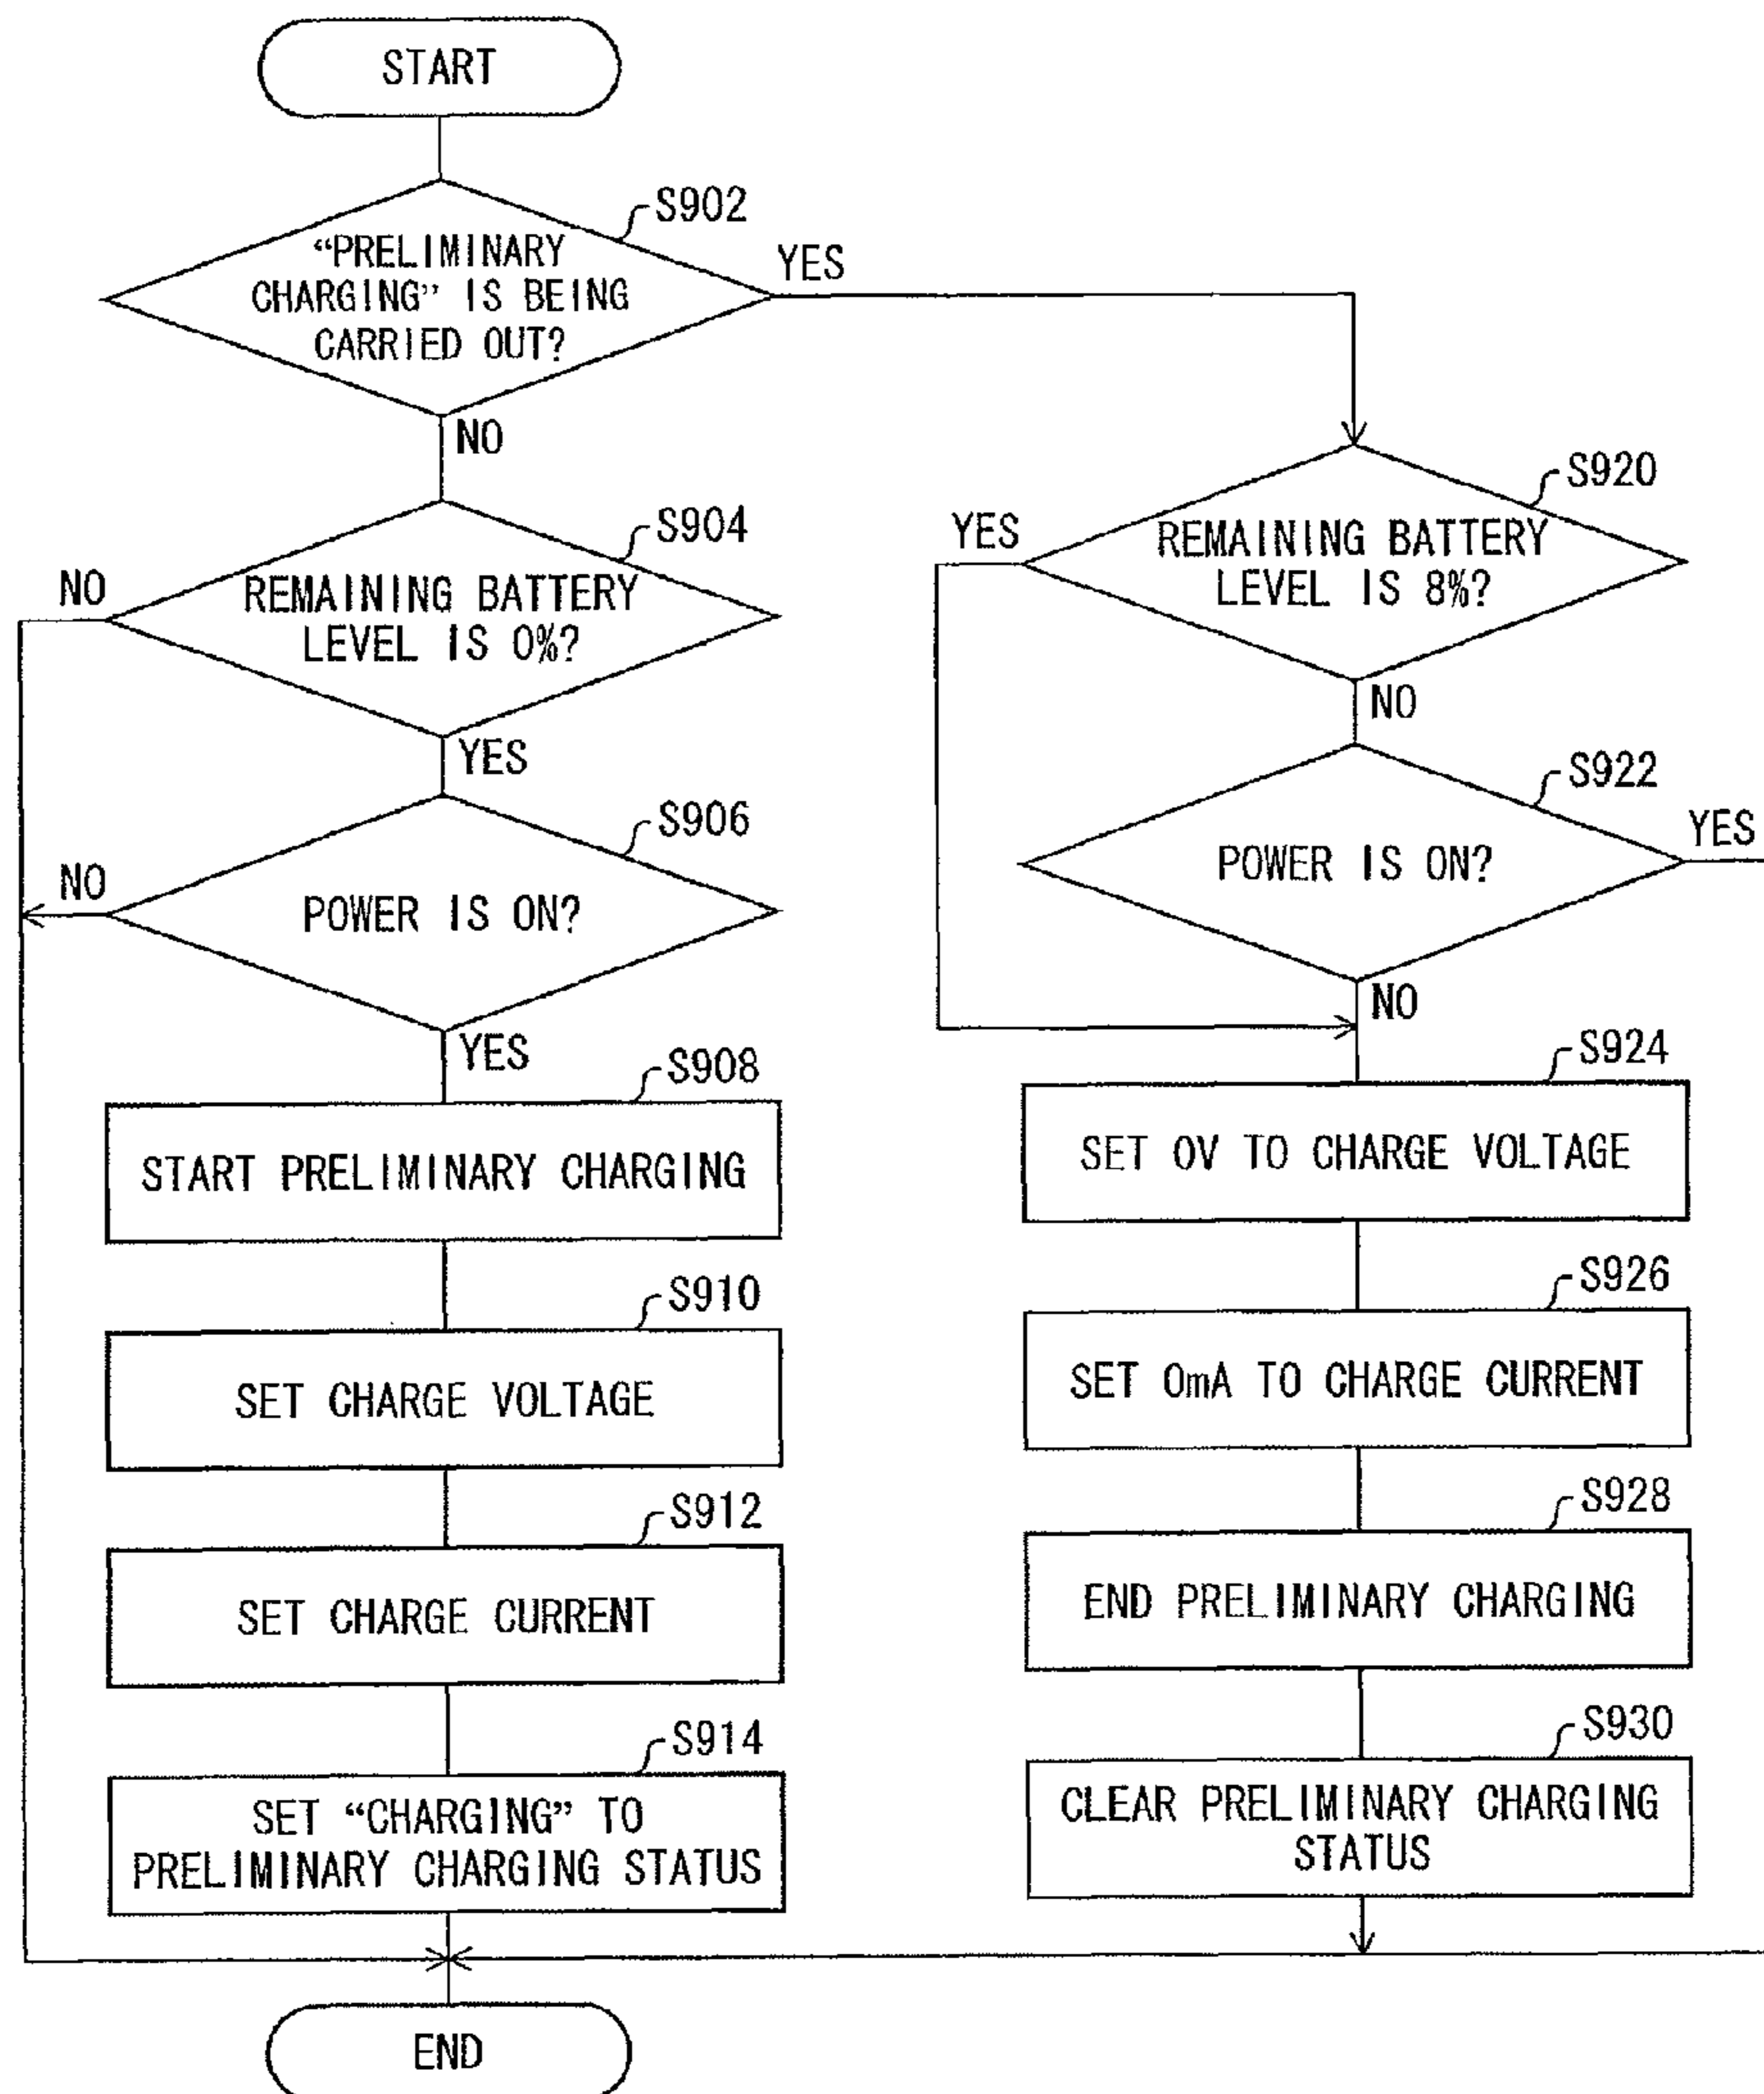 START
S902
“PRELIMINARY
CHARGING” IS BEING
CARRIED OUT?
YES
NO
S904
REMAINING BATTERY
LEVEL IS 0%?
NO
YES
S906
POWER IS ON?
NO
YES
S908
START PRELIMINARY CHARGING
S910
SET CHARGE VOLTAGE
S912
SET CHARGE CURRENT
S914
SET “CHARGING” TO
PRELIMINARY CHARGING STATUS
S920
REMAINING BATTERY
LEVEL IS 8%?
YES
NO
S922
POWER IS ON?
YES
NO
S924
SET 0V TO CHARGE VOLTAGE
S926
SET 0mA TO CHARGE CURRENT
S928
END PRELIMINARY CHARGING
S930
CLEAR PRELIMINARY CHARGING
STATUS
END